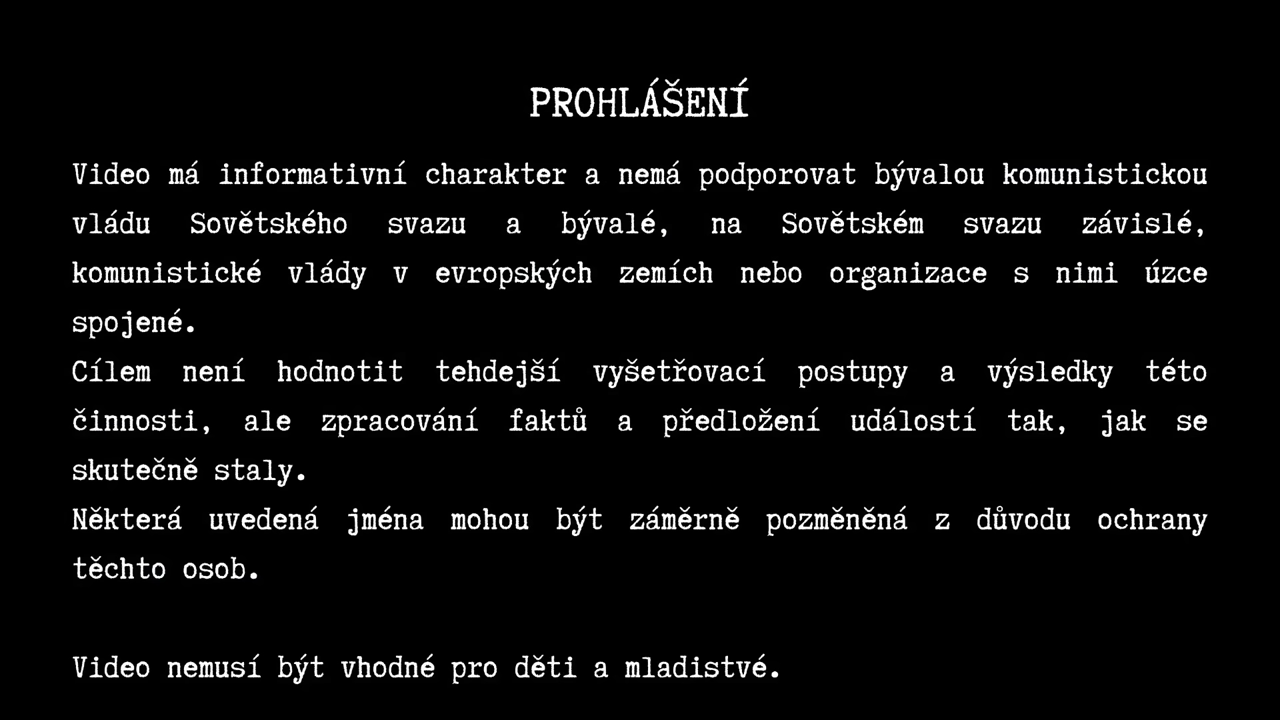 PROHLÁŠENÍ
Video má informativní charakter a nemá podporovat bývalou komunistickou
vládu Sovětského svazu a bývalé, na Sovětském svazu závislé,
komunistické vlády v evropských zemích nebo organizace s nimi úzce
spojené.
Cílem není hodnotit tehdejší vyšetřovací postupy a výsledky této
činnosti, ale zpracování faktů a předložení událostí tak, jak se
skutečně staly.
Některá uvedená jména mohou být záměrně pozměněná z důvodu ochrany
těchto osob.
Video nemusí být vhodné pro děti a mladistvé.